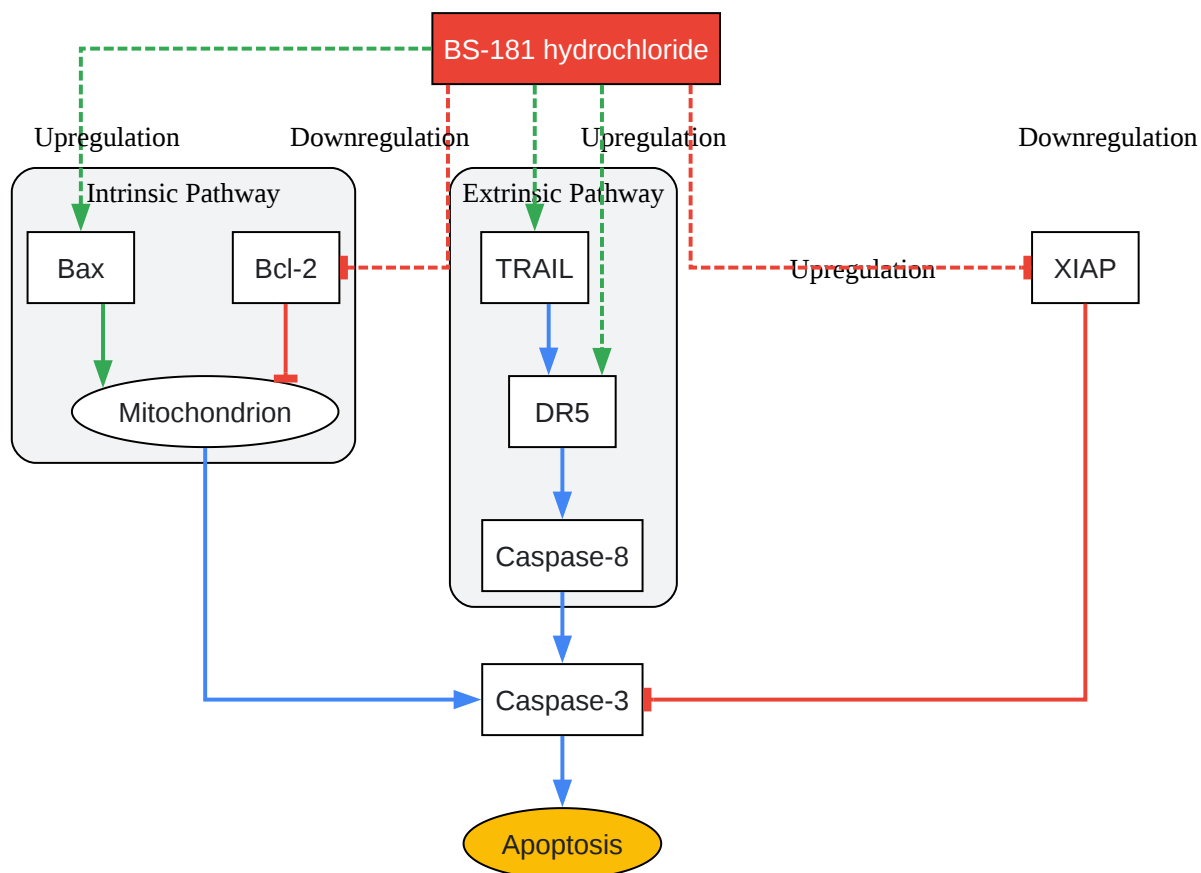 BS-181 hydrochloride
Upregulation
Downregulation
Upregulation
Downregulation
Intrinsic Pathway
Extrinsic Pathway
Bax
Bcl-2
TRAIL
Upregulation
XIAP
Mitochondrion
DR5
Caspase-8
Caspase-3
Apoptosis